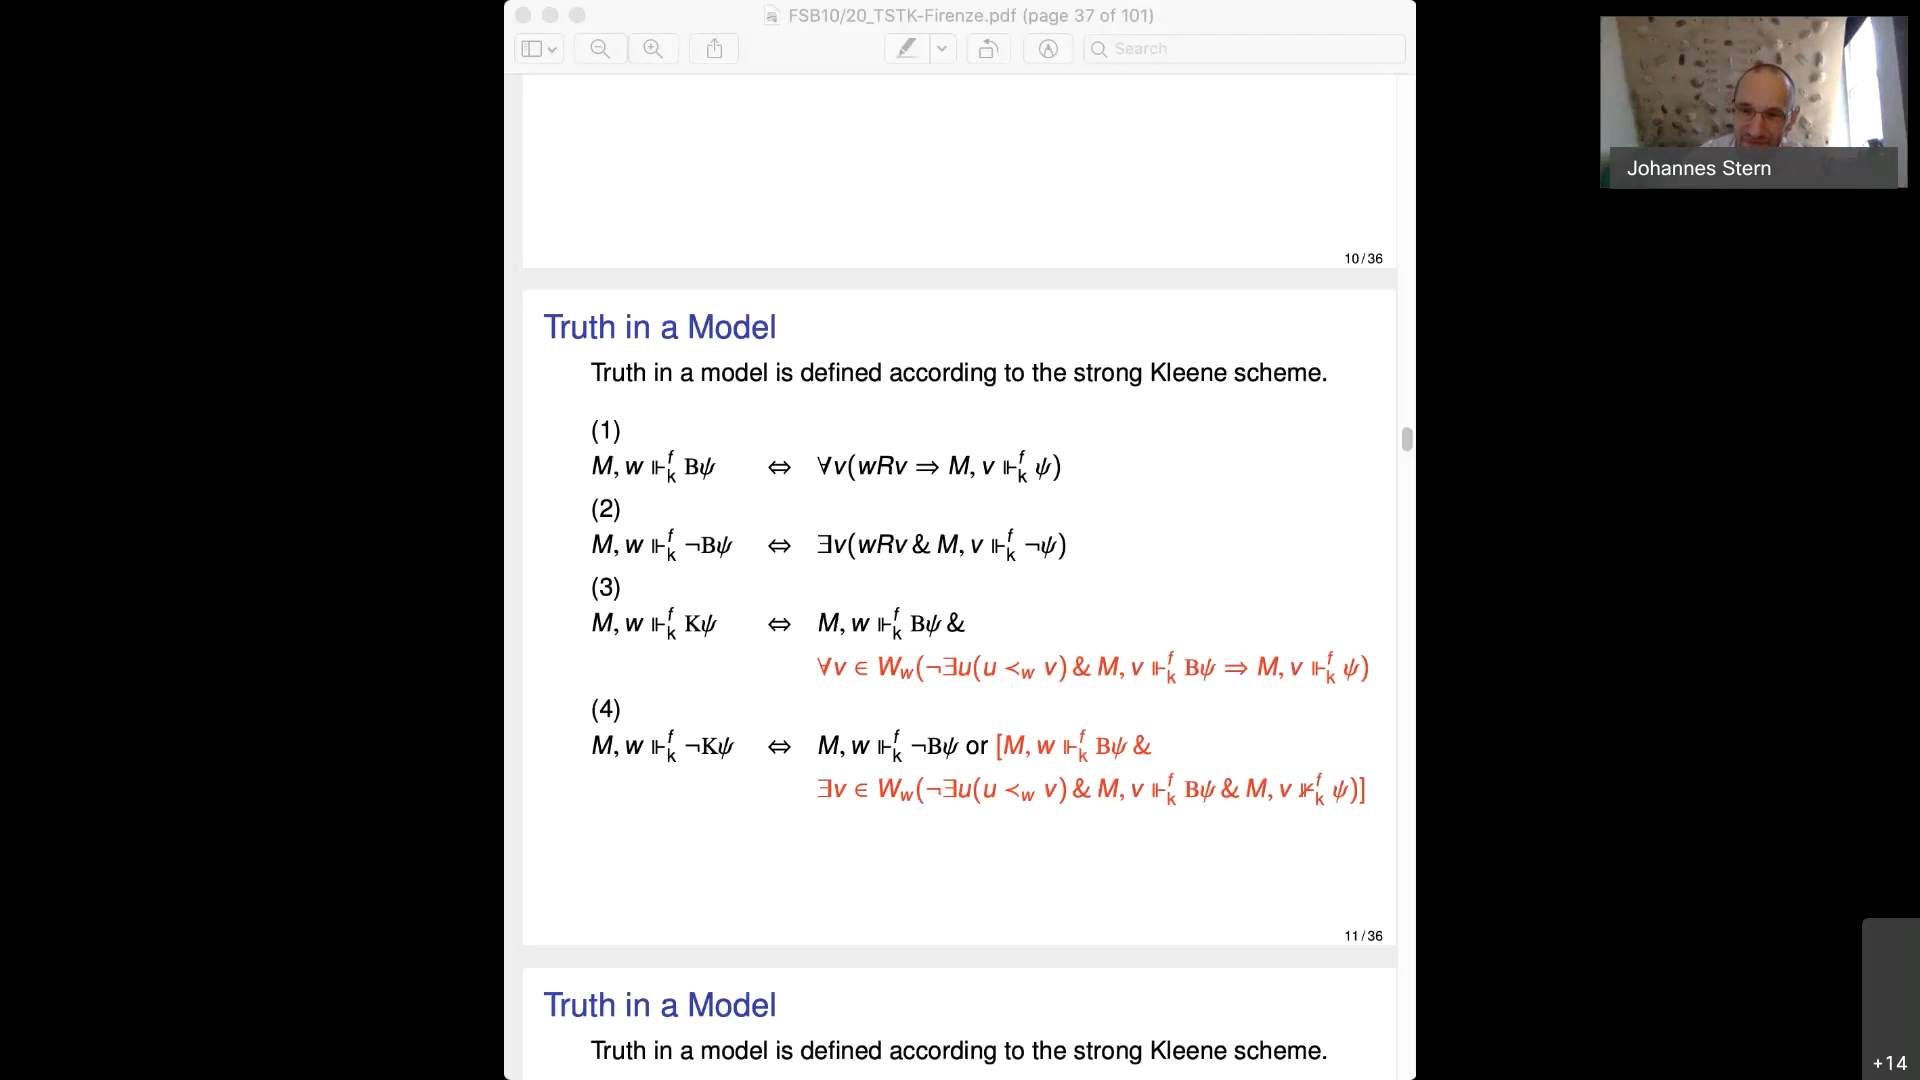 FSB10/20_TSTK-Firenze.pdf (page 37 of 101)
Search
Johannes Stern
10/36
Truth in a Model
Truth in a model is defined according to the strong Kleene scheme.
(1)
M, w ⊩ᶠₖ Bψ ⇔ ∀v(wRv ⇒ M, v ⊩ᶠₖ ψ)
(2)
M, w ⊩ᶠₖ ¬Bψ ⇔ ∃v(wRv & M, v ⊩ᶠₖ ¬ψ)
(3)
M, w ⊩ᶠₖ Kψ ⇔ M, w ⊩ᶠₖ Bψ &
∀v ∈ W_w(¬∃u(u ≺_w v) & M, v ⊩ᶠₖ Bψ ⇒ M, v ⊩ᶠₖ ψ)
(4)
M, w ⊩ᶠₖ ¬Kψ ⇔ M, w ⊩ᶠₖ ¬Bψ or [M, w ⊩ᶠₖ Bψ &
∃v ∈ W_w(¬∃u(u ≺_w v) & M, v ⊩ᶠₖ Bψ & M, v ⊮ᶠₖ ψ)]
11/36
Truth in a Model
Truth in a model is defined according to the strong Kleene scheme.
+14